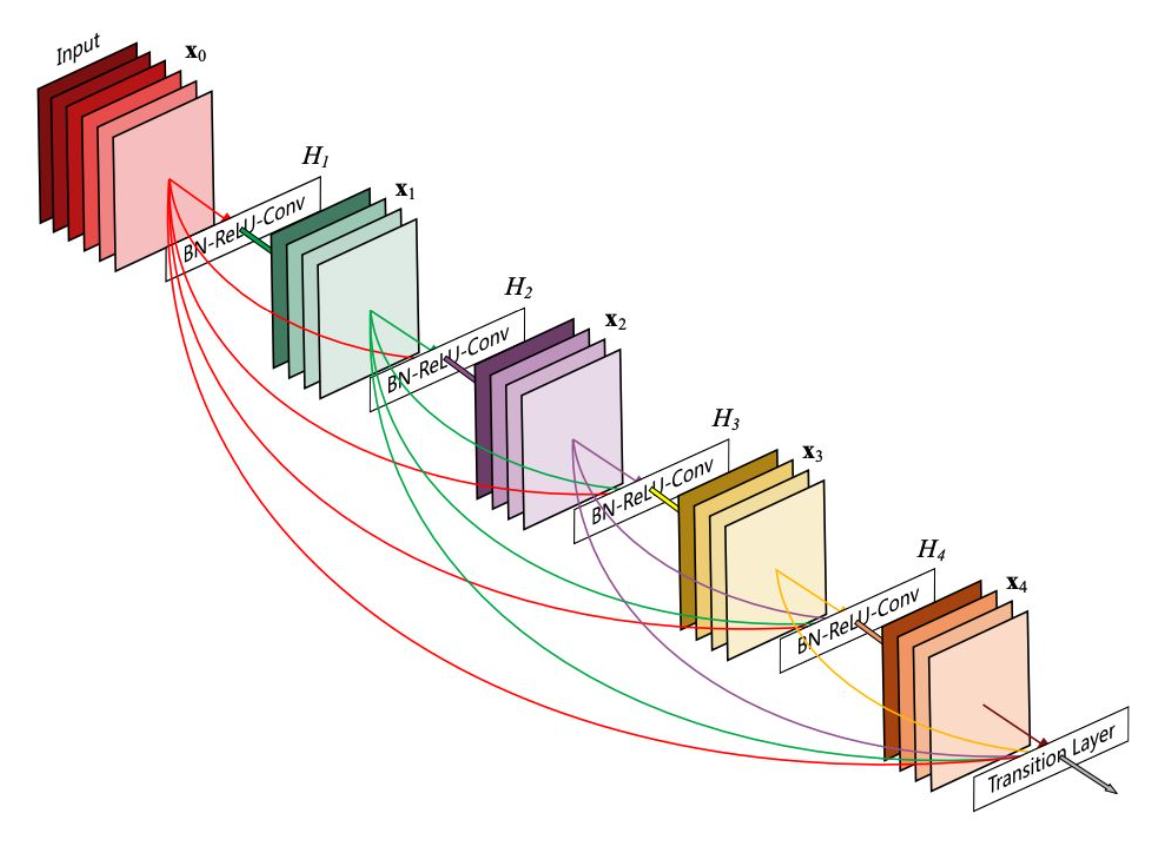 Input
x₀
H₁
BN-ReLU-Conv
x₁
H₂
BN-ReLU-Conv
x₂
H₃
BN-ReLU-Conv
x₃
H₄
BN-ReLU-Conv
x₄
Transition Layer